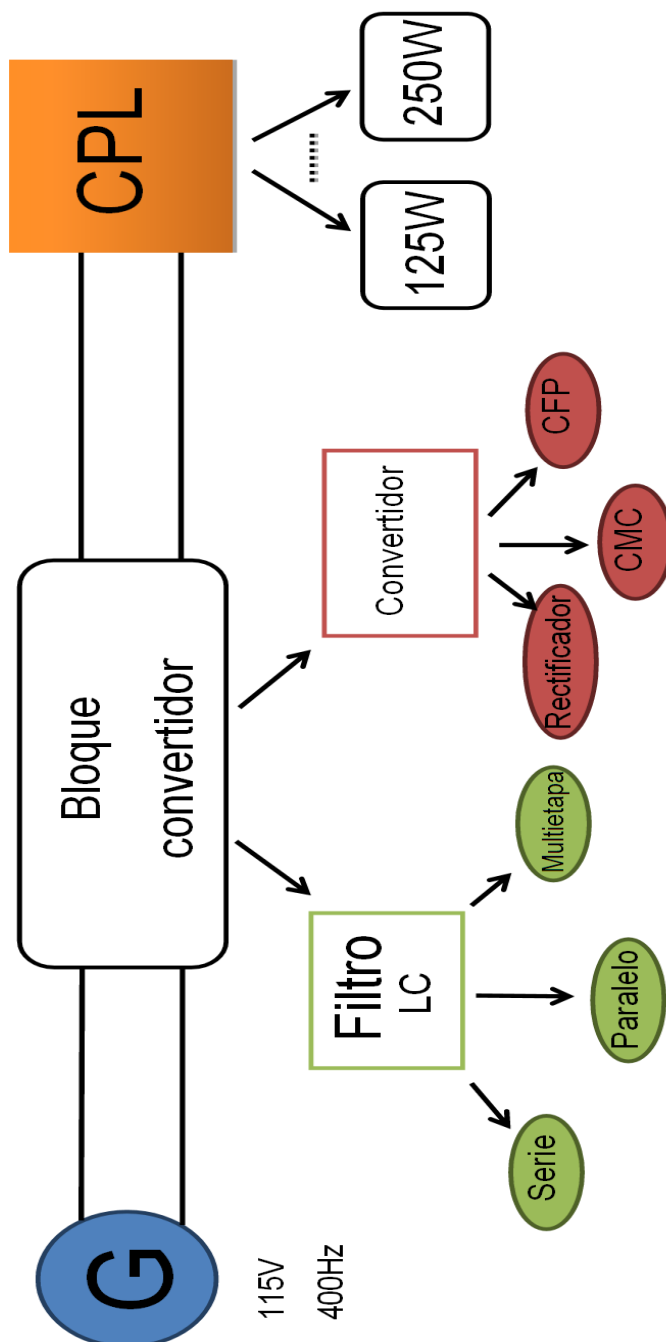 G
115V
400Hz
Bloque
convertidor
CPL
Filtro
LC
Serie
Paralelo
Multietapa
Convertidor
Rectificador
CMC
CFP
125W
250W